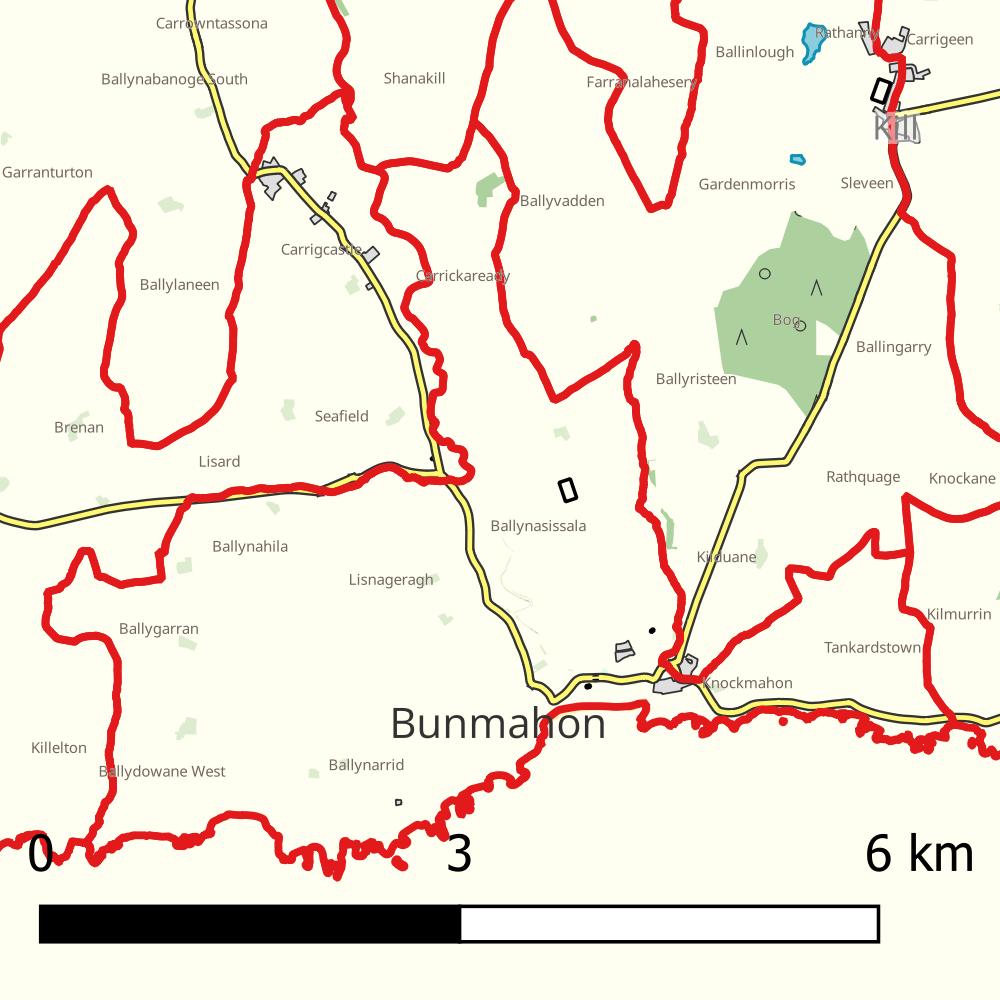 Carrowntassona
Rathanny
Carrigeen
Ballinlough
Ballynabanoge South
Shanakill
Farranalahesery
Kill
Garranturton
Gardenmorris
Sleveen
Ballyvadden
Carrigcastle
Carrickaready
Ballylaneen
Bog
Ballingarry
Ballyristeen
Seafield
Brenan
Lisard
Rathquage
Knockane
Ballynasissala
Ballynahila
Kilduane
Lisnageragh
Kilmurrin
Ballygarran
Tankardstown
Knockmahon
Bunmahon
Killelton
Ballynarrid
Ballydowane West
0 3 6 km